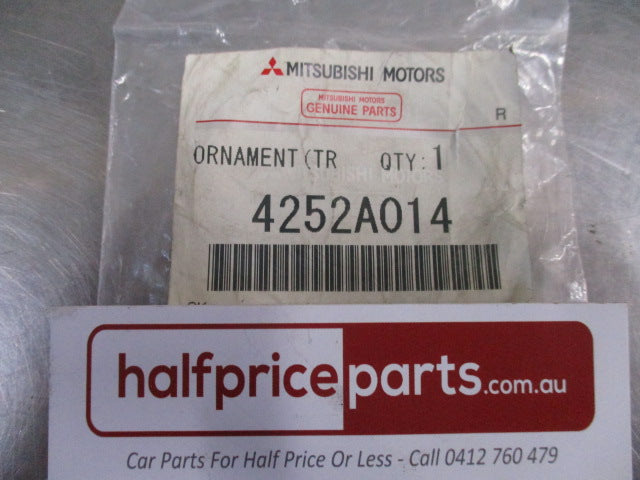 MITSUBISHI MOTORS
MITSUBISHI MOTORS
GENUINE PARTS
R
ORNAMENT(TR QTY:1
4252A014
halfpriceparts.com.au
Car Parts For Half Price Or Less - Call 0412 760 479